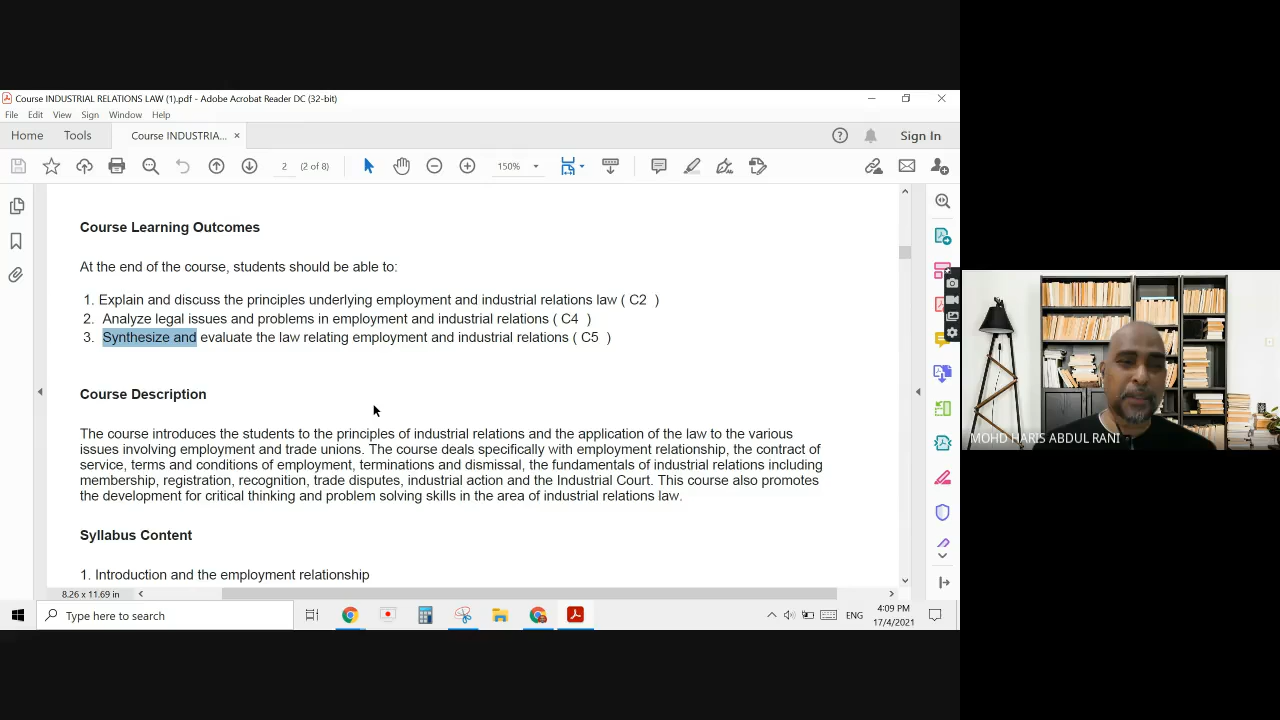 Course INDUSTRIAL RELATIONS LAW (1).pdf - Adobe Acrobat Reader DC (32-bit)
File Edit View Sign Window Help
Home Tools Course INDUSTRIA... × Sign In
2 (2 of 8) 150%
Course Learning Outcomes
At the end of the course, students should be able to:
1. Explain and discuss the principles underlying employment and industrial relations law ( C2 )
2. Analyze legal issues and problems in employment and industrial relations ( C4 )
3. Synthesize and evaluate the law relating employment and industrial relations ( C5 )
Course Description
The course introduces the students to the principles of industrial relations and the application of the law to the various
issues involving employment and trade unions. The course deals specifically with employment relationship, the contract of
service, terms and conditions of employment, terminations and dismissal, the fundamentals of industrial relations including
membership, registration, recognition, trade disputes, industrial action and the Industrial Court. This course also promotes
the development for critical thinking and problem solving skills in the area of industrial relations law.
Syllabus Content
1. Introduction and the employment relationship
8.26 x 11.69 in
MOHD HARIS ABDUL RANI
Type here to search
ENG
4:09 PM
17/4/2021